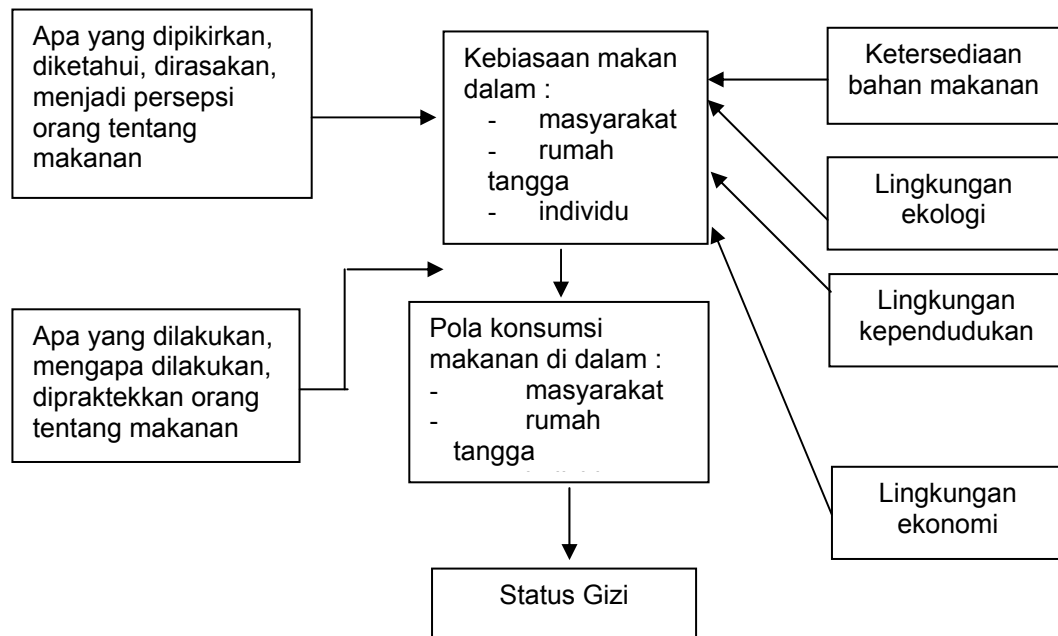 Apa yang dipikirkan,
diketahui, dirasakan,
menjadi persepsi
orang tentang
makanan
Kebiasaan makan
dalam :
- masyarakat
- rumah
tangga
- individu
Ketersediaan
bahan makanan
Lingkungan
ekologi
Lingkungan
kependudukan
Apa yang dilakukan,
mengapa dilakukan,
dipraktekkan orang
tentang makanan
Pola konsumsi
makanan di dalam :
- masyarakat
- rumah
tangga
Lingkungan
ekonomi
Status Gizi